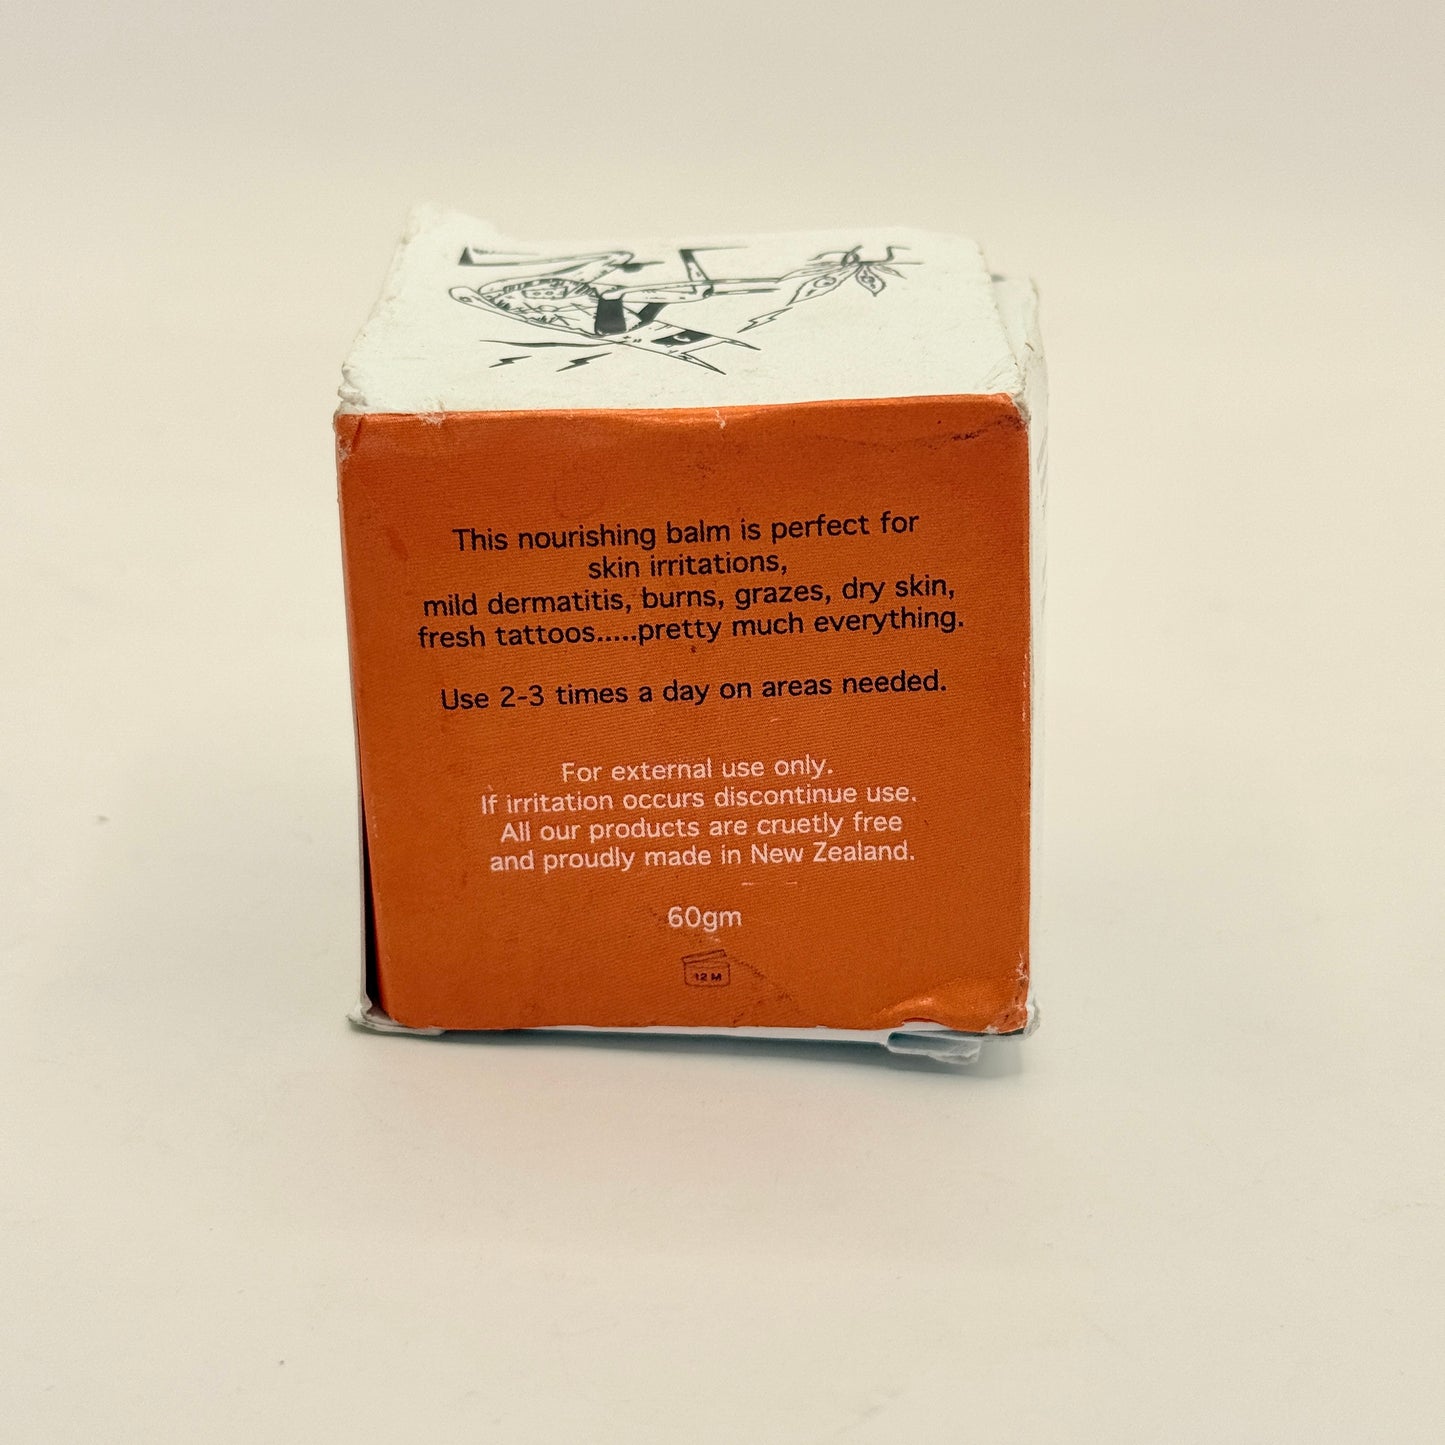 This nourishing balm is perfect for
skin irritations,
mild dermatitis, burns, grazes, dry skin,
fresh tattoos.....pretty much everything.
Use 2-3 times a day on areas needed.
For external use only.
If irritation occurs discontinue use.
All our products are cruetly free
and proudly made in New Zealand.
60gm
12 M